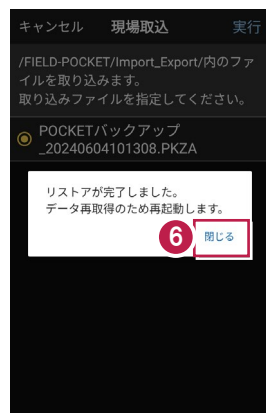 キャンセル 現場取込 実行
/FIELD-POCKET/Import_Export/内のファ
イルを取り込みます。
取り込みファイルを指定してください。
POCKETバックアップ
_20240604101308.PKZA
リストアが完了しました。
データ再取得のため再起動します。
6 閉じる